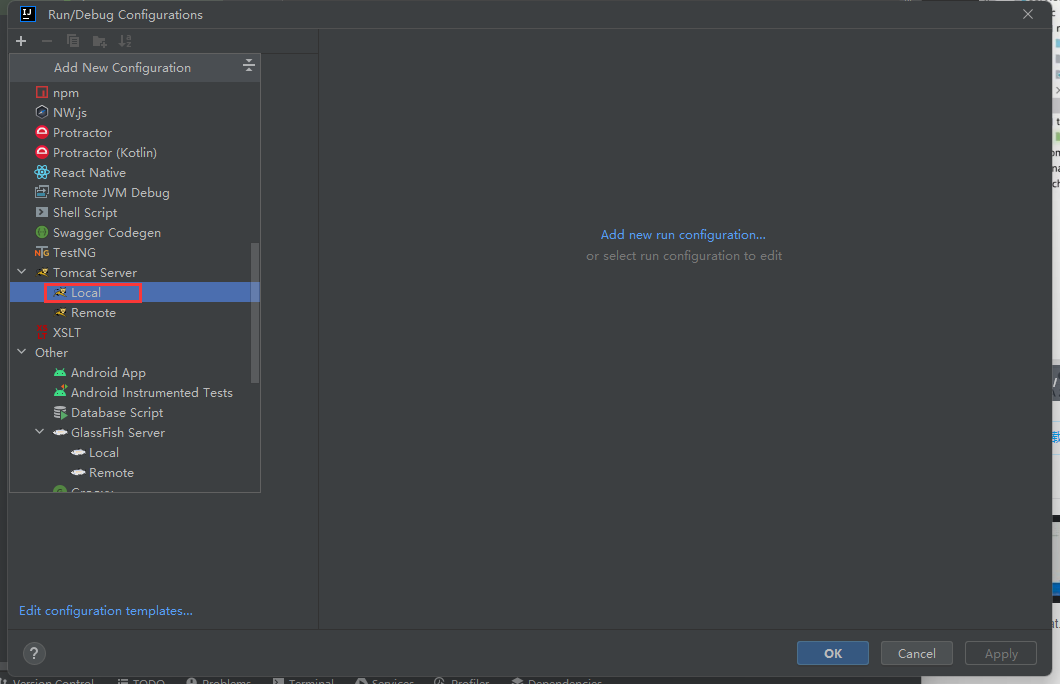 Run/Debug Configurations
Add New Configuration
npm
NW.js
Protractor
Protractor (Kotlin)
React Native
Remote JVM Debug
Shell Script
Swagger Codegen
TestNG
Tomcat Server
Local
Remote
XSLT
Other
Android App
Android Instrumented Tests
Database Script
GlassFish Server
Local
Remote
Add new run configuration...
or select run configuration to edit
Edit configuration templates...
?
OK
Cancel
Apply
Version Control
TODO
Problems
Terminal
Services
Profiler
Dependencies